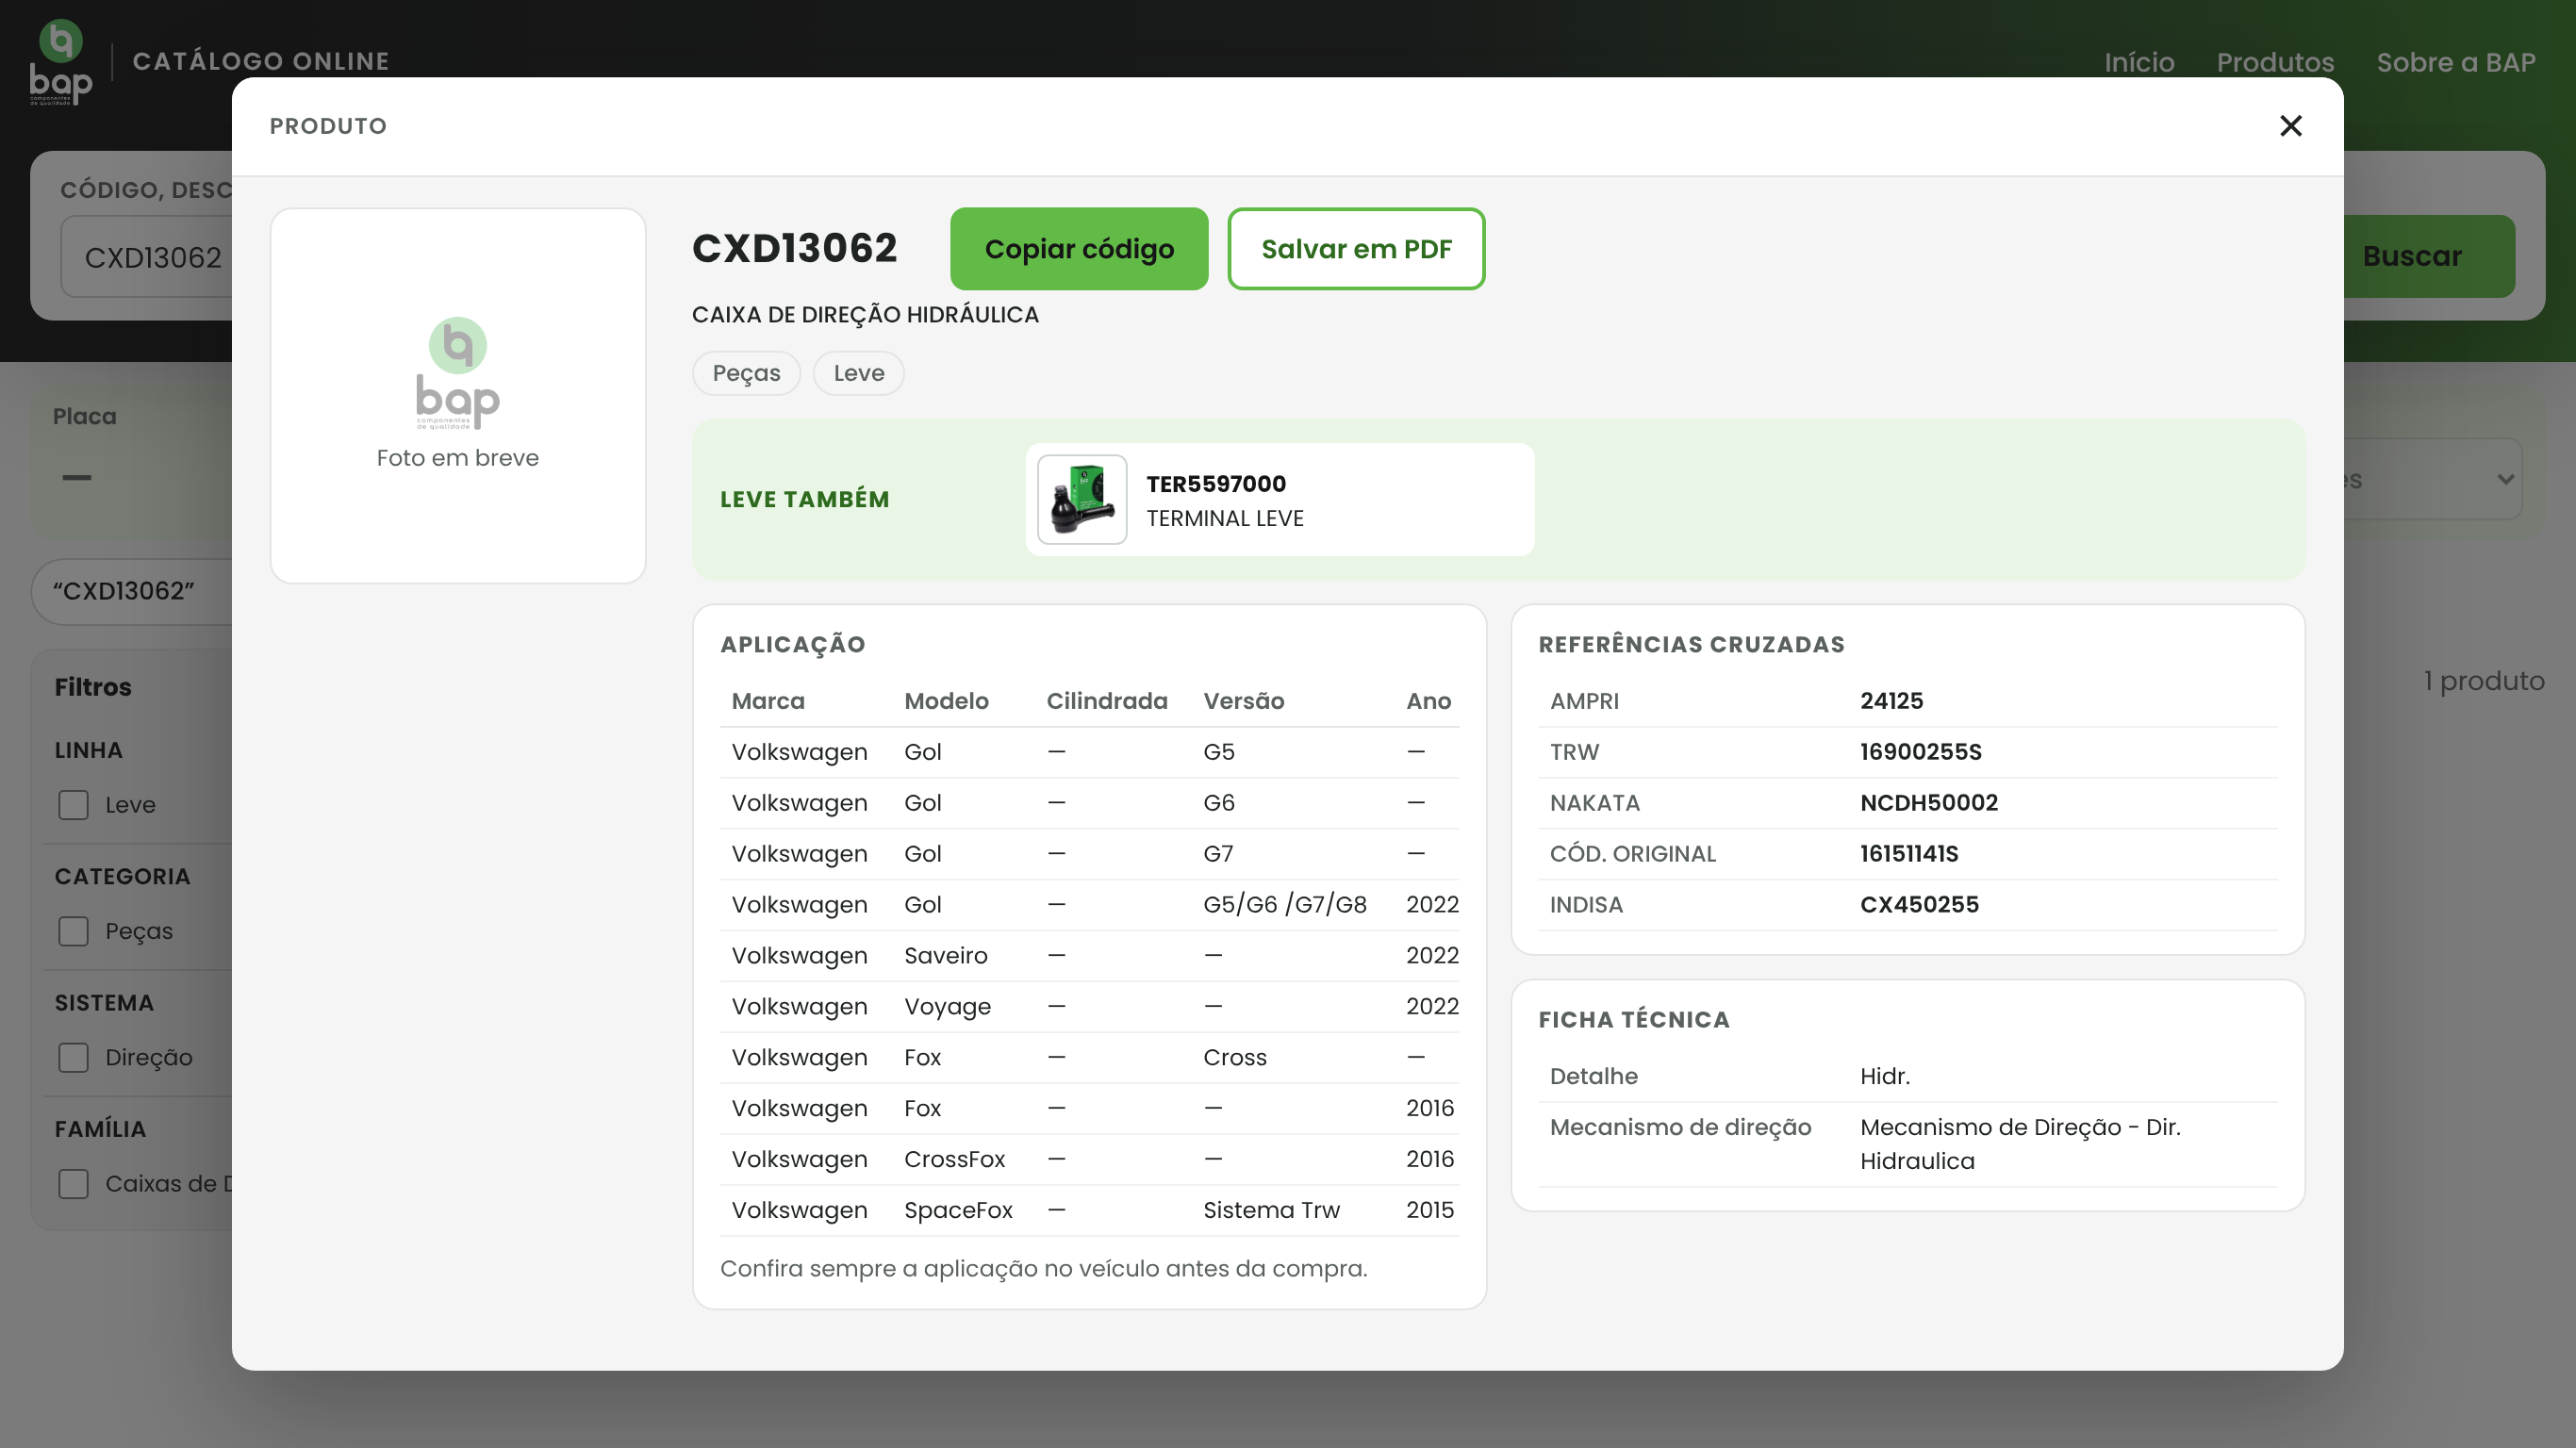 bap
componentes
de qualidade
CATÁLOGO ONLINE
Início
Produtos
Sobre a BAP
PRODUTO
CÓDIGO, DESC
CXD13062
Buscar
Placa
—
“CXD13062”
1 produto
Filtros
LINHA
Leve
CATEGORIA
Peças
SISTEMA
Direção
FAMÍLIA
Caixas de D
bap
componentes
de qualidade
Foto em breve
CXD13062
Copiar código
Salvar em PDF
CAIXA DE DIREÇÃO HIDRÁULICA
Peças
Leve
LEVE TAMBÉM
TER5597000
TERMINAL LEVE
APLICAÇÃO
Marca Modelo Cilindrada Versão Ano
Volkswagen Gol — G5 —
Volkswagen Gol — G6 —
Volkswagen Gol — G7 —
Volkswagen Gol — G5/G6 /G7/G8 2022
Volkswagen Saveiro — — 2022
Volkswagen Voyage — — 2022
Volkswagen Fox — Cross —
Volkswagen Fox — — 2016
Volkswagen CrossFox — — 2016
Volkswagen SpaceFox — Sistema Trw 2015
Confira sempre a aplicação no veículo antes da compra.
REFERÊNCIAS CRUZADAS
AMPRI 24125
TRW 16900255S
NAKATA NCDH50002
CÓD. ORIGINAL 16151141S
INDISA CX450255
FICHA TÉCNICA
Detalhe Hidr.
Mecanismo de direção Mecanismo de Direção - Dir.
Hidraulica